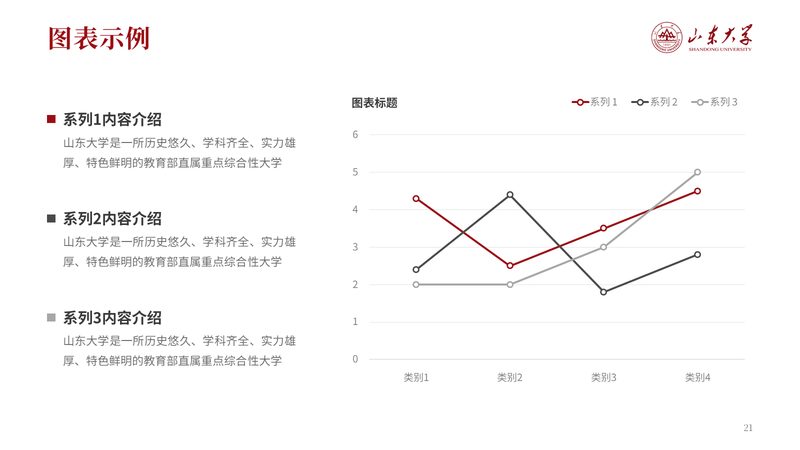 图表示例
山东大学
SHANDONG UNIVERSITY
系列1内容介绍
山东大学是一所历史悠久、学科齐全、实力雄
厚、特色鲜明的教育部直属重点综合性大学
系列2内容介绍
山东大学是一所历史悠久、学科齐全、实力雄
厚、特色鲜明的教育部直属重点综合性大学
系列3内容介绍
山东大学是一所历史悠久、学科齐全、实力雄
厚、特色鲜明的教育部直属重点综合性大学
图表标题
系列 1 系列 2 系列 3
6
5
4
3
2
1
0
类别1 类别2 类别3 类别4
21